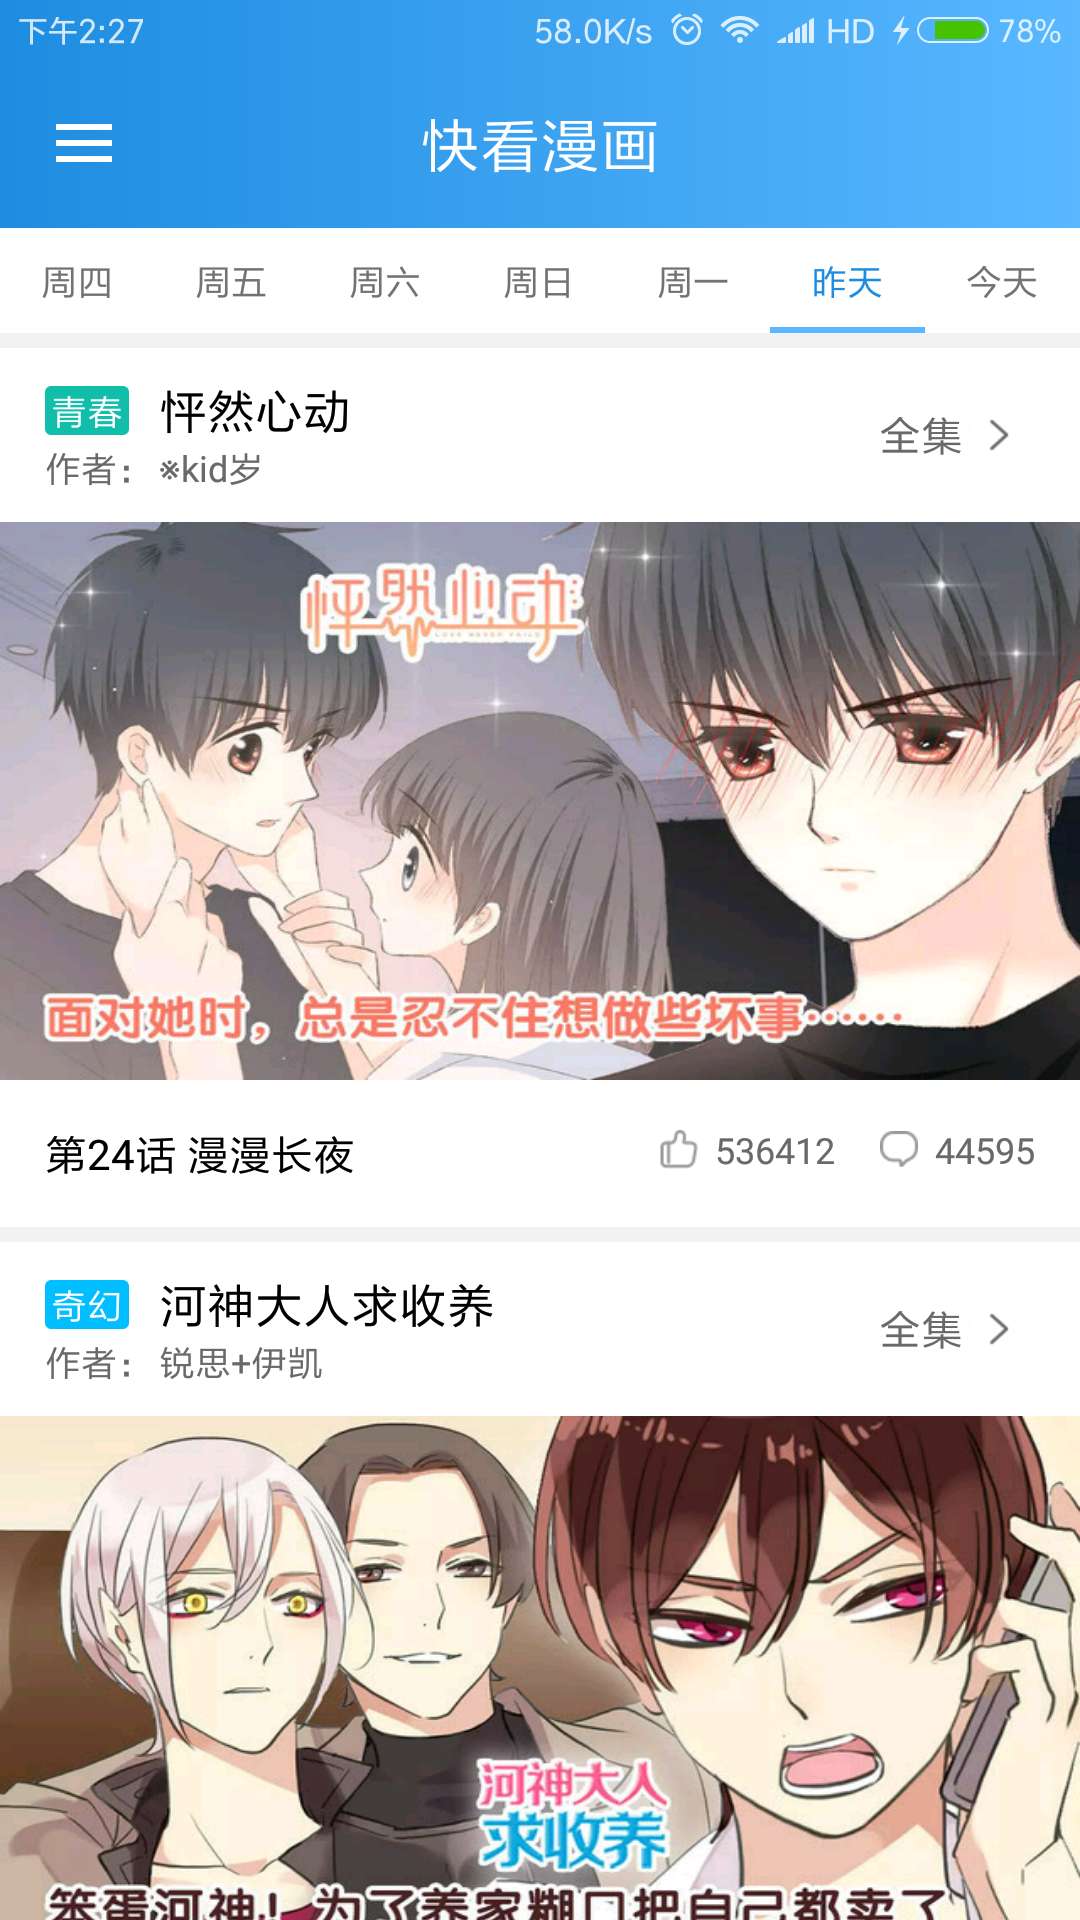 下午2:27 58.0K/s HD 78%
快看漫画
周四 周五 周六 周日 周一 昨天 今天
青春 怦然心动
作者： ※kid岁
全集
怦然心动
LOVE NEVER FAILS
面对她时，总是忍不住想做些坏事……
第24话 漫漫长夜 536412 44595
奇幻 河神大人求收养
作者： 锐思+伊凯
全集
河神大人
求收养
笨蛋河神！为了养家糊口把自己都卖了